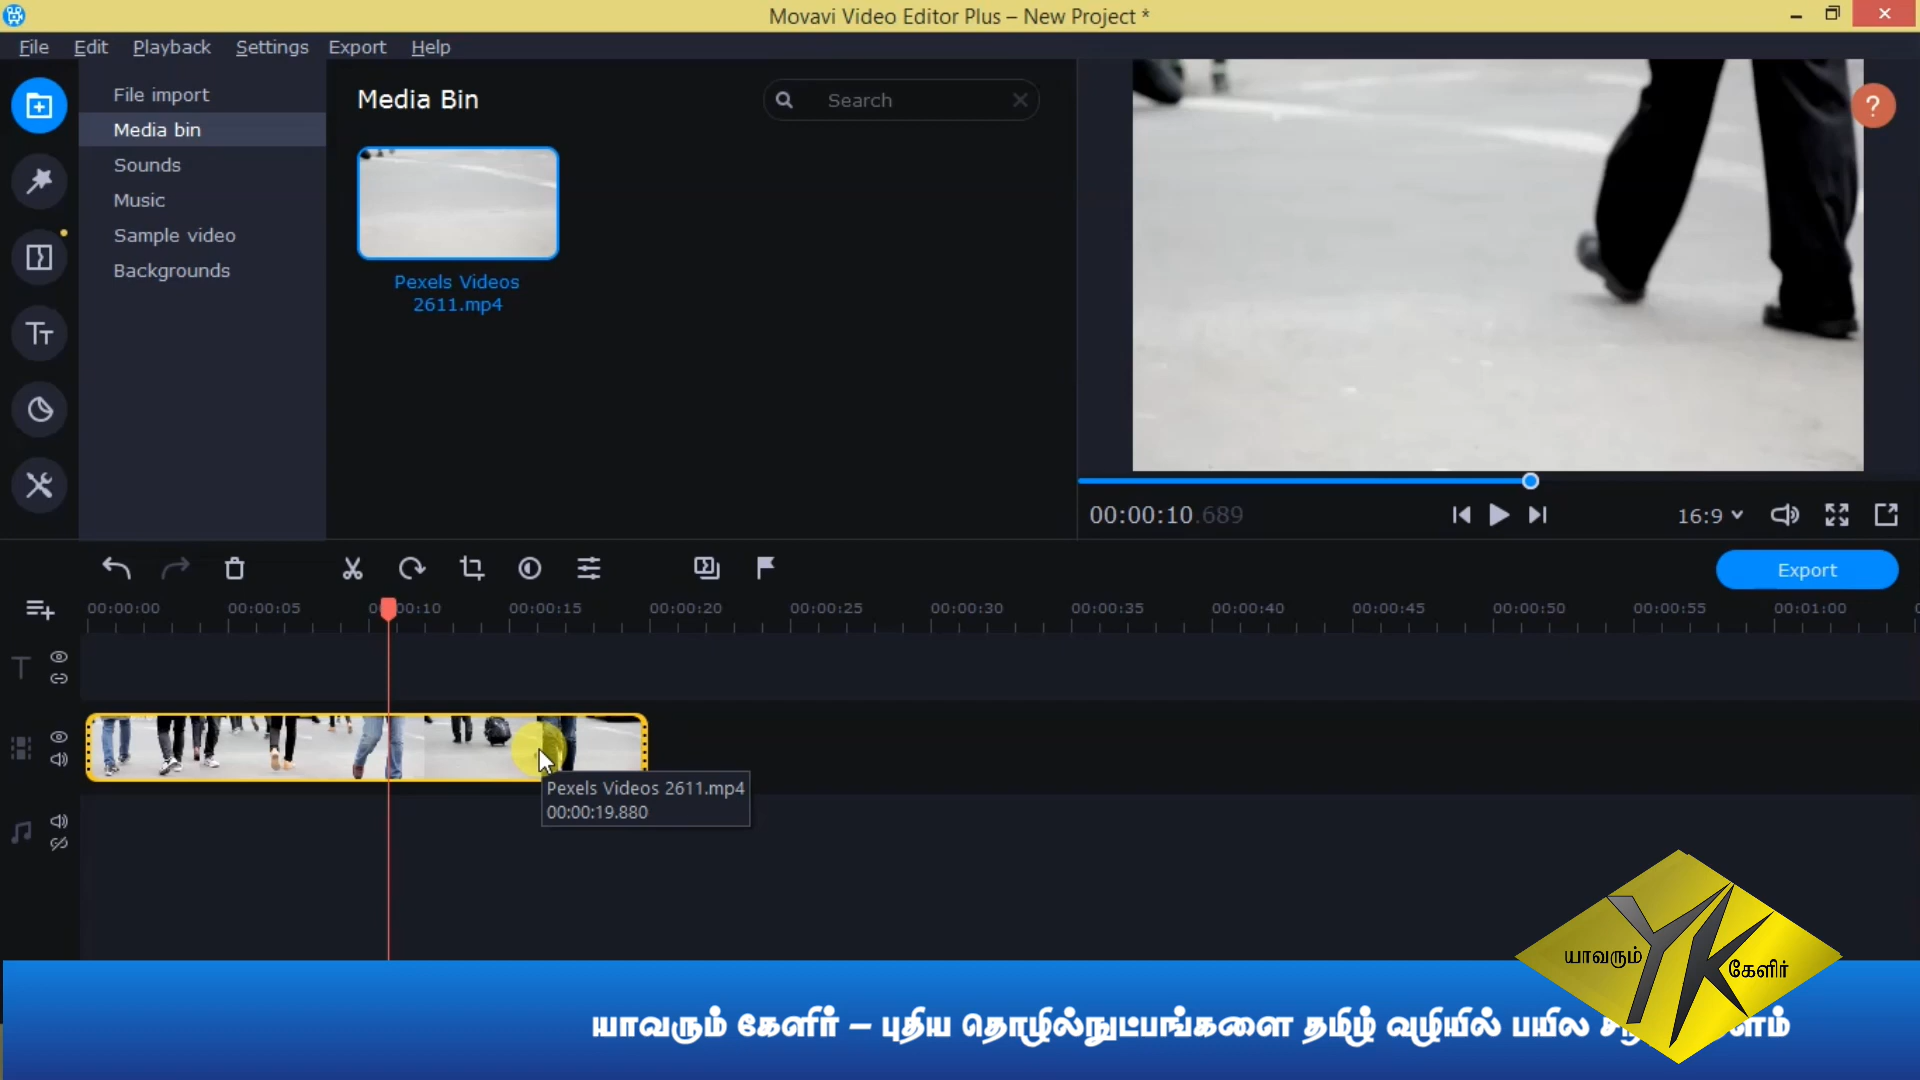 Movavi Video Editor Plus – New Project *
File Edit Playback Settings Export Help
File import
Media bin
Sounds
Music
Sample video
Backgrounds
Media Bin
Search
Pexels Videos
2611.mp4
?
00:00:10.689
16:9
Export
00:00:00 00:00:05 00:00:10 00:00:15 00:00:20 00:00:25 00:00:30 00:00:35 00:00:40 00:00:45 00:00:50 00:00:55 00:01:00
Pexels Videos 2611.mp4
00:00:19.880
யாவரும் YK கேளிர்
யாவரும் கேளிர் – புதிய தொழில்நுட்பங்களை தமிழ் வழியில் பயில